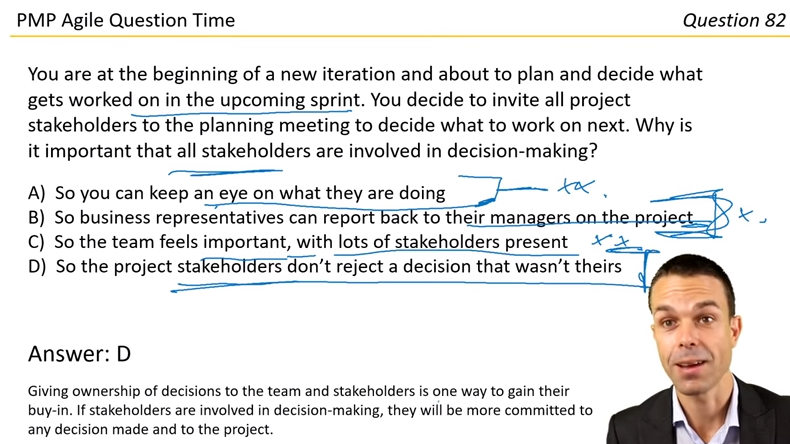 PMP Agile Question Time
Question 82
You are at the beginning of a new iteration and about to plan and decide what
gets worked on in the upcoming sprint. You decide to invite all project
stakeholders to the planning meeting to decide what to work on next. Why is
it important that all stakeholders are involved in decision-making?
A) So you can keep an eye on what they are doing
B) So business representatives can report back to their managers on the project
C) So the team feels important, with lots of stakeholders present
D) So the project stakeholders don't reject a decision that wasn't theirs
Answer: D
Giving ownership of decisions to the team and stakeholders is one way to gain their
buy-in. If stakeholders are involved in decision-making, they will be more committed to
any decision made and to the project.